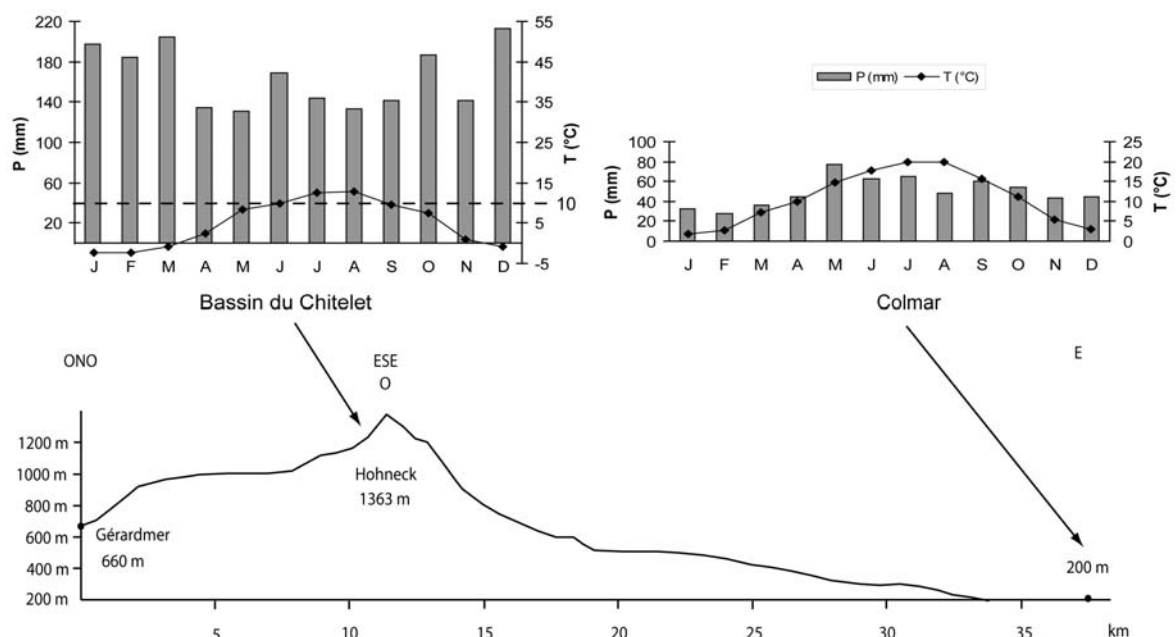 220
180
140
100
60
20
P (mm)
55
45
35
25
15
10
5
-5
T (°C)
J F M A M J J A S O N D
Bassin du Chitelet
P (mm) T (°C)
100
80
60
40
20
0
P (mm)
25
20
15
10
5
0
T (°C)
J F M A M J J A S O N D
Colmar
ONO
ESE
O
E
1200 m
1000 m
800 m
600 m
400 m
200 m
Hohneck
1363 m
Gérardmer
660 m
200 m
5 10 15 20 25 30 35 km